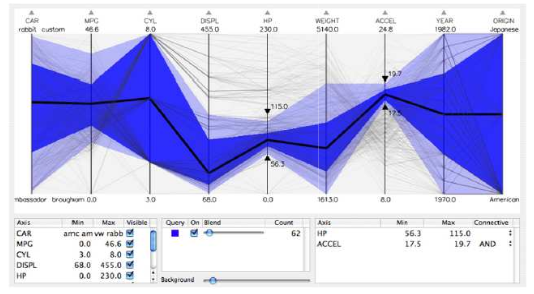 CAR MPG CYL DISPL HP WEIGHT ACCEL YEAR ORIGIN
rabbit custom 46.6 8.0 455.0 230.0 5140.0 24.8 1982.0 Japanese
19.7
115.0
17.5
56.3
mbassador brougham 0.0 3.0 68.0 0.0 1613.0 8.0 1970.0 American
Axis Min Max Visible Query On Blend Count Axis Min Max Connective
CAR amc am vw rabb 62 HP 56.3 115.0
MPG 0.0 46.6 ACCEL 17.5 19.7 AND
CYL 3.0 8.0
DISPL 68.0 455.0
HP 0.0 230.0 Background